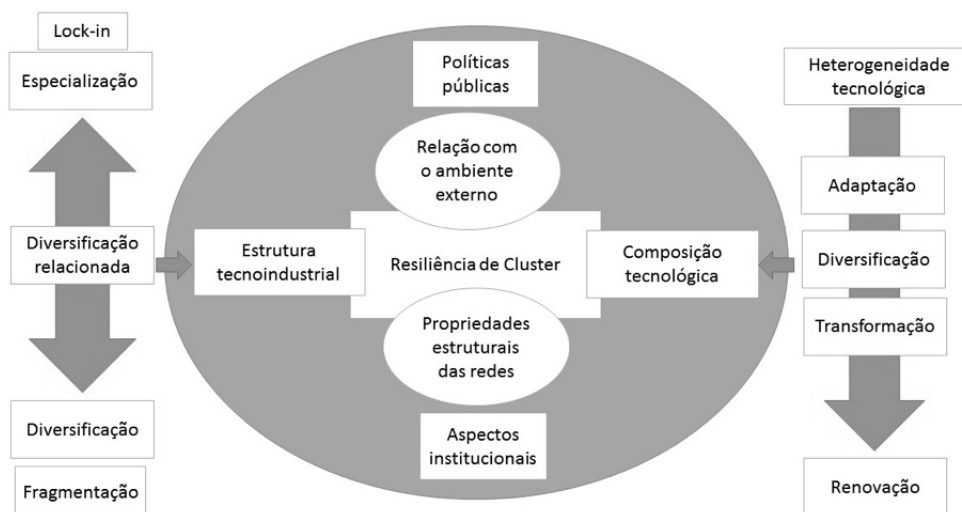 Lock-in
Especialização
Diversificação
relacionada
Diversificação
Fragmentação
Políticas
públicas
Relação com
o ambiente
externo
Estrutura
tecnoindustrial
Resiliência de Cluster
Composição
tecnológica
Propriedades
estruturais
das redes
Aspectos
institucionais
Heterogeneidade
tecnológica
Adaptação
Diversificação
Transformação
Renovação